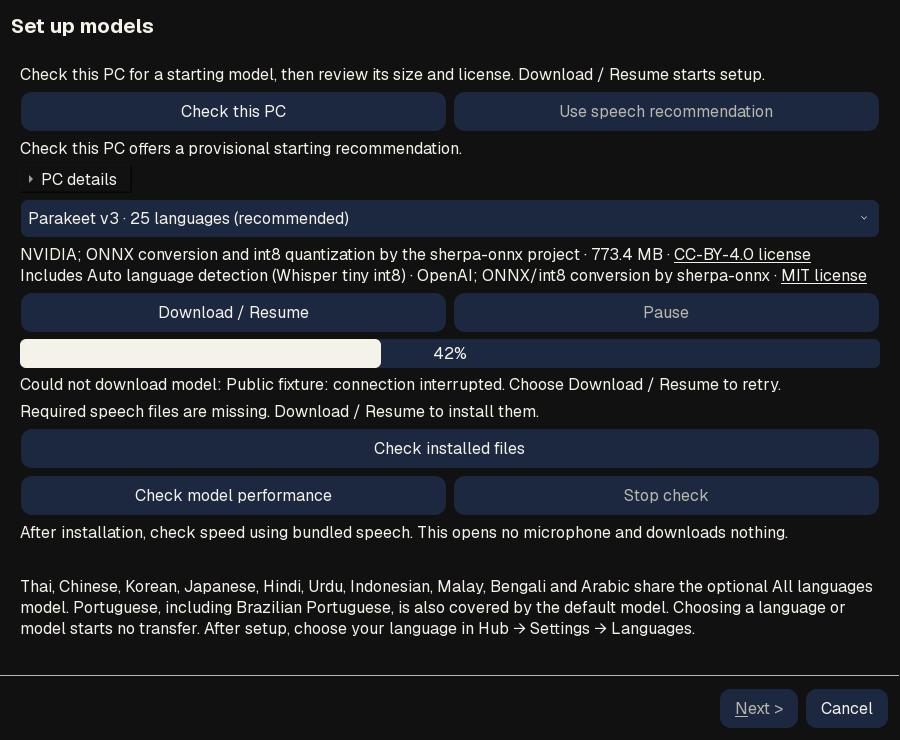 Set up models
Check this PC for a starting model, then review its size and license. Download / Resume starts setup.
Check this PC
Use speech recommendation
Check this PC offers a provisional starting recommendation.
PC details
Parakeet v3 · 25 languages (recommended)
NVIDIA; ONNX conversion and int8 quantization by the sherpa-onnx project · 773.4 MB · CC-BY-4.0 license
Includes Auto language detection (Whisper tiny int8) · OpenAI; ONNX/int8 conversion by sherpa-onnx · MIT license
Download / Resume
Pause
42%
Could not download model: Public fixture: connection interrupted. Choose Download / Resume to retry.
Required speech files are missing. Download / Resume to install them.
Check installed files
Check model performance
Stop check
After installation, check speed using bundled speech. This opens no microphone and downloads nothing.
Thai, Chinese, Korean, Japanese, Hindi, Urdu, Indonesian, Malay, Bengali and Arabic share the optional All languages
model. Portuguese, including Brazilian Portuguese, is also covered by the default model. Choosing a language or
model starts no transfer. After setup, choose your language in Hub → Settings → Languages.
Next >
Cancel